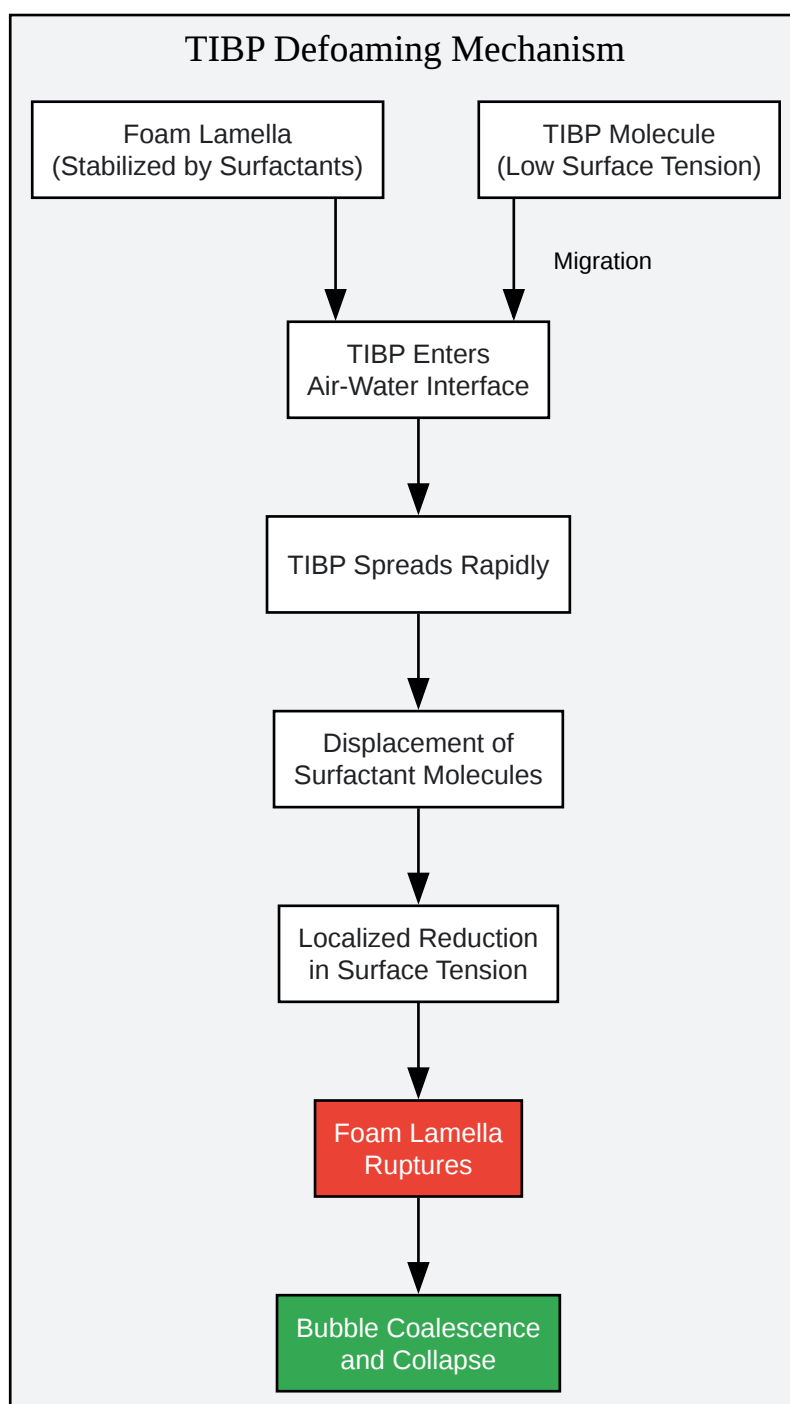 TIBP Defoaming Mechanism
Foam Lamella
(Stabilized by Surfactants)
TIBP Molecule
(Low Surface Tension)
Migration
TIBP Enters
Air-Water Interface
TIBP Spreads Rapidly
Displacement of
Surfactant Molecules
Localized Reduction
in Surface Tension
Foam Lamella
Ruptures
Bubble Coalescence
and Collapse